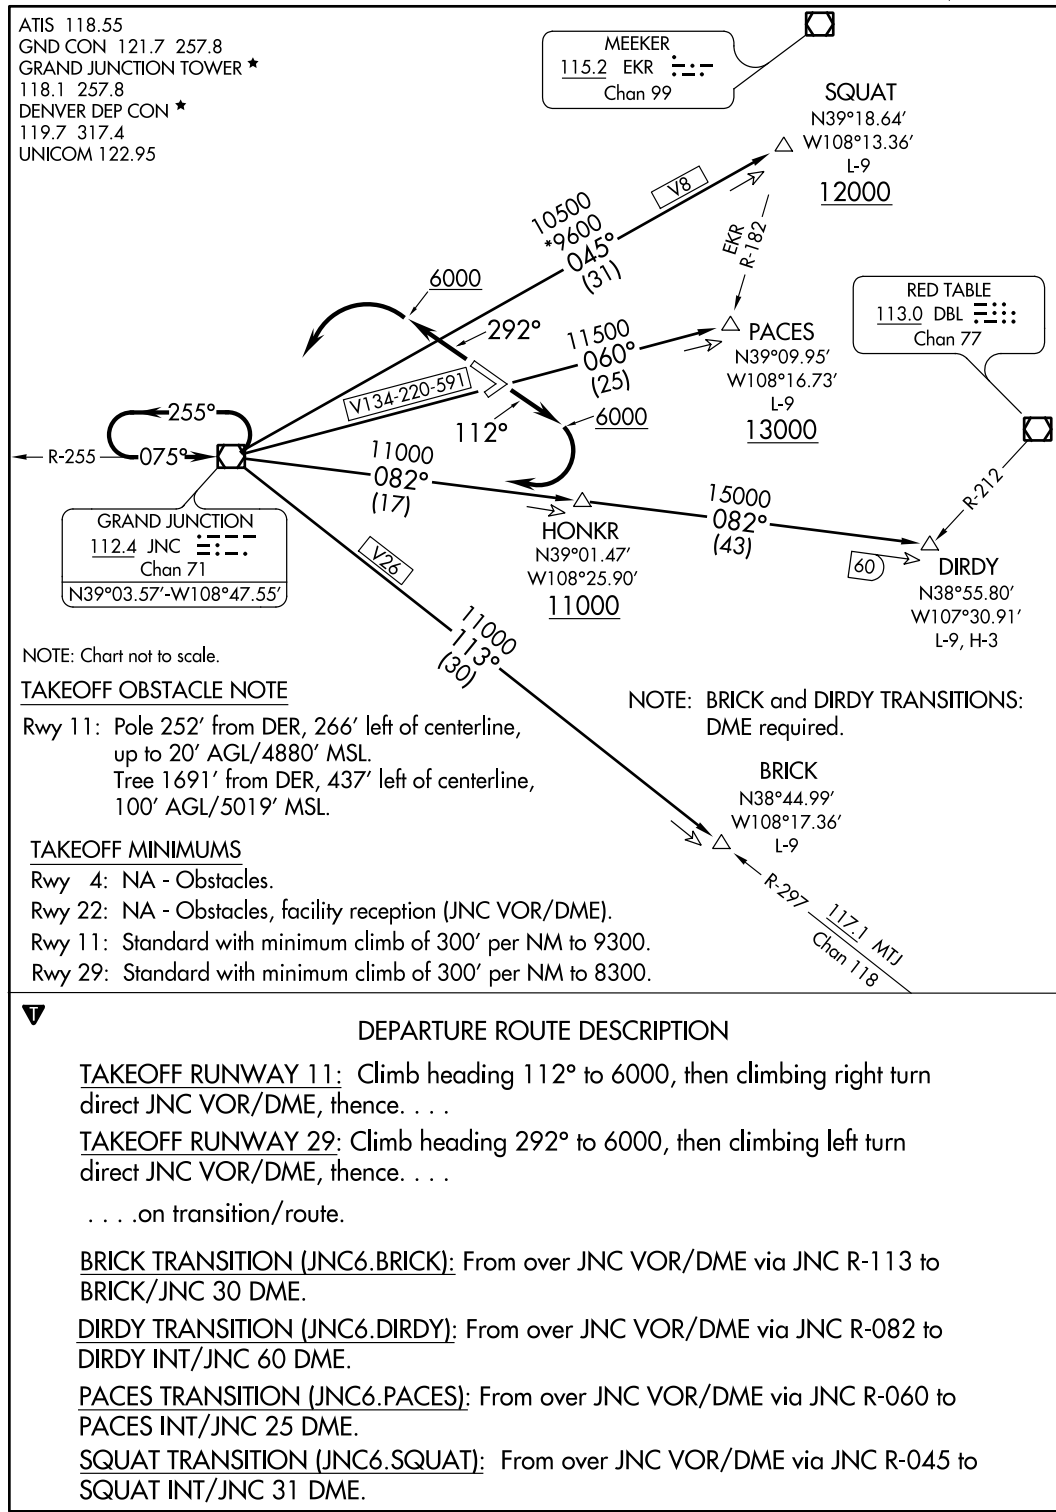 ATIS 118.55
GND CON 121.7 257.8
GRAND JUNCTION TOWER ★
118.1 257.8
DENVER DEP CON ★
119.7 317.4
UNICOM 122.95
MEEKER
115.2 EKR
Chan 99
SQUAT
N39°18.64'
W108°13.36'
L-9
12000
V8
10500
*9600
045°
(31)
EKR
R-182
6000
292°
RED TABLE
113.0 DBL
Chan 77
11500
060°
(25)
PACES
N39°09.95'
W108°16.73'
L-9
13000
V134-220-591
112°
6000
255°
R-255
075°
11000
082°
(17)
R-212
15000
082°
(43)
GRAND JUNCTION
112.4 JNC
Chan 71
N39°03.57'-W108°47.55'
HONKR
N39°01.47'
W108°25.90'
11000
60
DIRDY
N38°55.80'
W107°30.91'
L-9, H-3
V26
11000
113°
(30)
NOTE: Chart not to scale.
TAKEOFF OBSTACLE NOTE
Rwy 11: Pole 252' from DER, 266' left of centerline,
up to 20' AGL/4880' MSL.
Tree 1691' from DER, 437' left of centerline,
100' AGL/5019' MSL.
NOTE: BRICK and DIRDY TRANSITIONS:
DME required.
BRICK
N38°44.99'
W108°17.36'
L-9
R-297
117.1 MTJ
Chan 118
TAKEOFF MINIMUMS
Rwy 4: NA - Obstacles.
Rwy 22: NA - Obstacles, facility reception (JNC VOR/DME).
Rwy 11: Standard with minimum climb of 300' per NM to 9300.
Rwy 29: Standard with minimum climb of 300' per NM to 8300.
T
DEPARTURE ROUTE DESCRIPTION
TAKEOFF RUNWAY 11: Climb heading 112° to 6000, then climbing right turn
direct JNC VOR/DME, thence. . . .
TAKEOFF RUNWAY 29: Climb heading 292° to 6000, then climbing left turn
direct JNC VOR/DME, thence. . . .
. . . .on transition/route.
BRICK TRANSITION (JNC6.BRICK): From over JNC VOR/DME via JNC R-113 to
BRICK/JNC 30 DME.
DIRDY TRANSITION (JNC6.DIRDY): From over JNC VOR/DME via JNC R-082 to
DIRDY INT/JNC 60 DME.
PACES TRANSITION (JNC6.PACES): From over JNC VOR/DME via JNC R-060 to
PACES INT/JNC 25 DME.
SQUAT TRANSITION (JNC6.SQUAT): From over JNC VOR/DME via JNC R-045 to
SQUAT INT/JNC 31 DME.